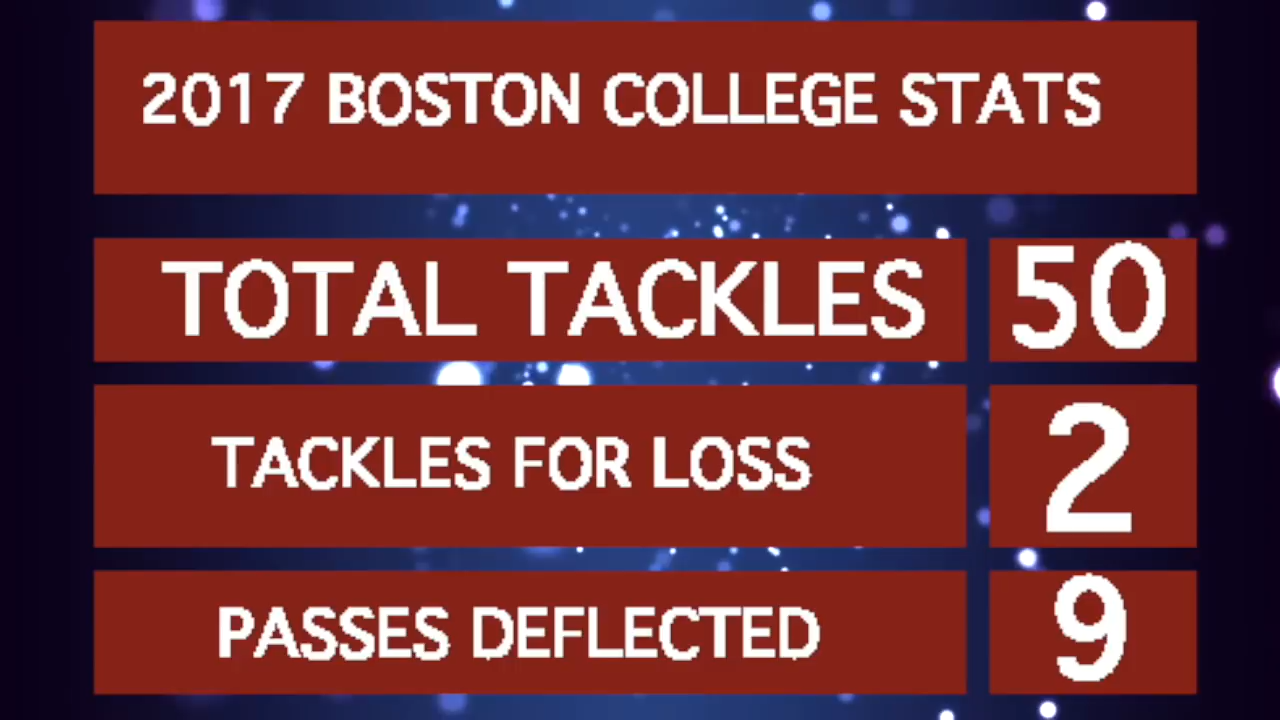 2017 BOSTON COLLEGE STATS
TOTAL TACKLES 50
TACKLES FOR LOSS 2
PASSES DEFLECTED 9